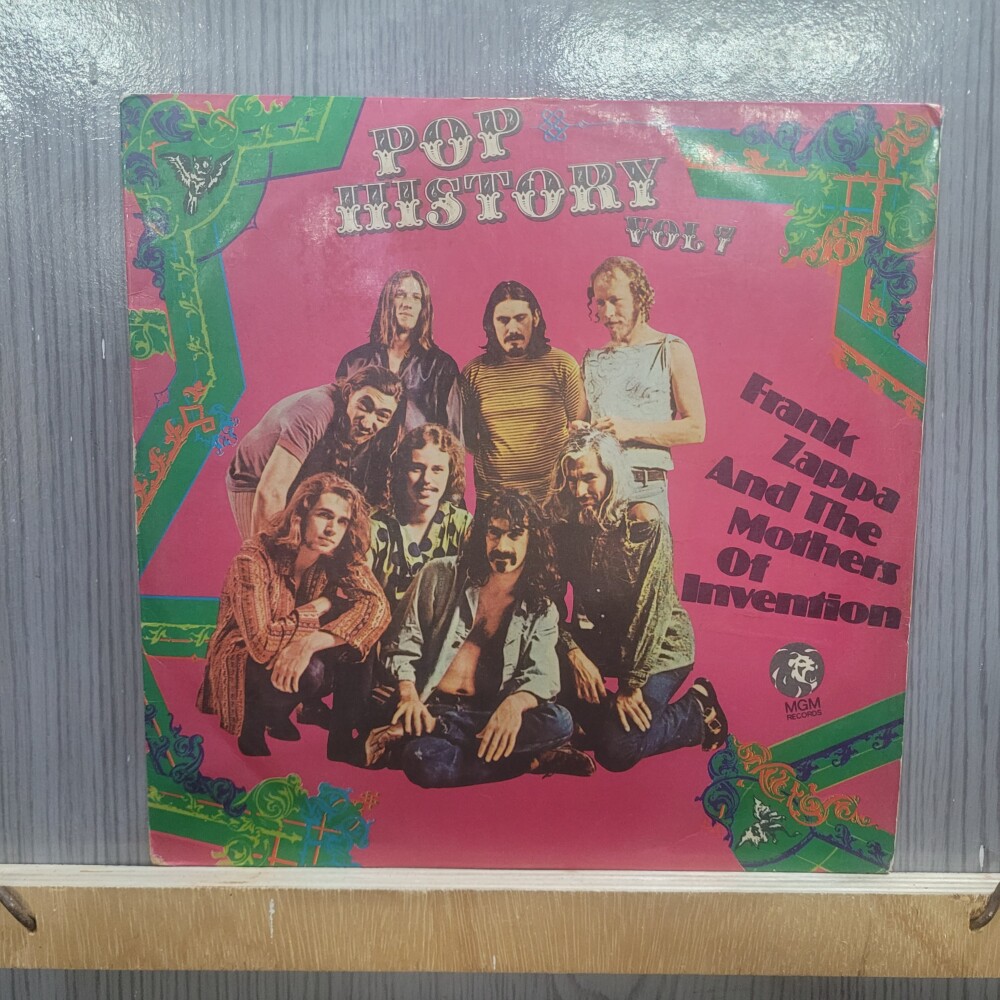 POP
HISTORY
VOL 7
Frank
Zappa
And The
Mothers
Of
Invention
MGM
RECORDS